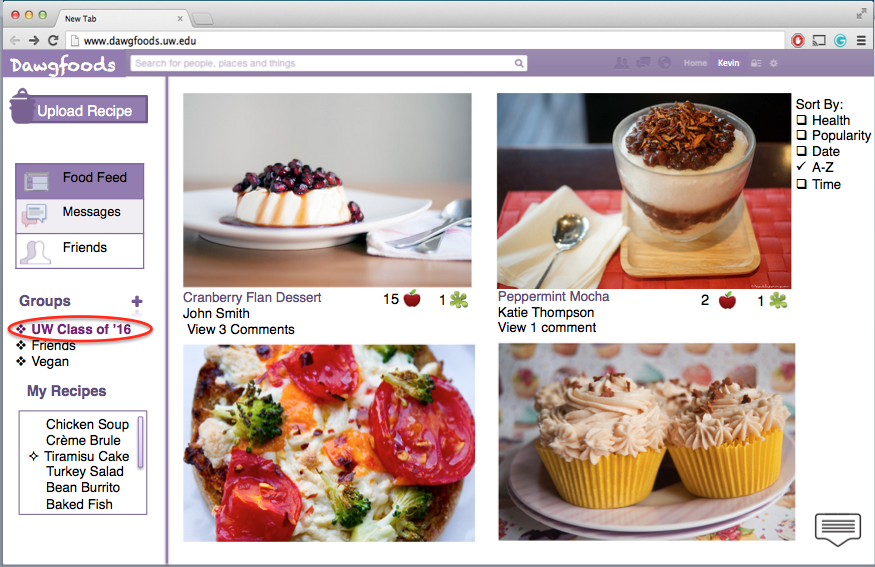 New Tab
www.dawgfoods.uw.edu
Dawgfoods
Search for people, places and things
Home
Kevin
Upload Recipe
Food Feed
Messages
Friends
Groups
UW Class of '16
Friends
Vegan
My Recipes
Chicken Soup
Crème Brule
Tiramisu Cake
Turkey Salad
Bean Burrito
Baked Fish
Cranberry Flan Dessert
15
1
John Smith
View 3 Comments
Peppermint Mocha
2
1
Katie Thompson
View 1 comment
Sort By:
Health
Popularity
Date
A-Z
Time